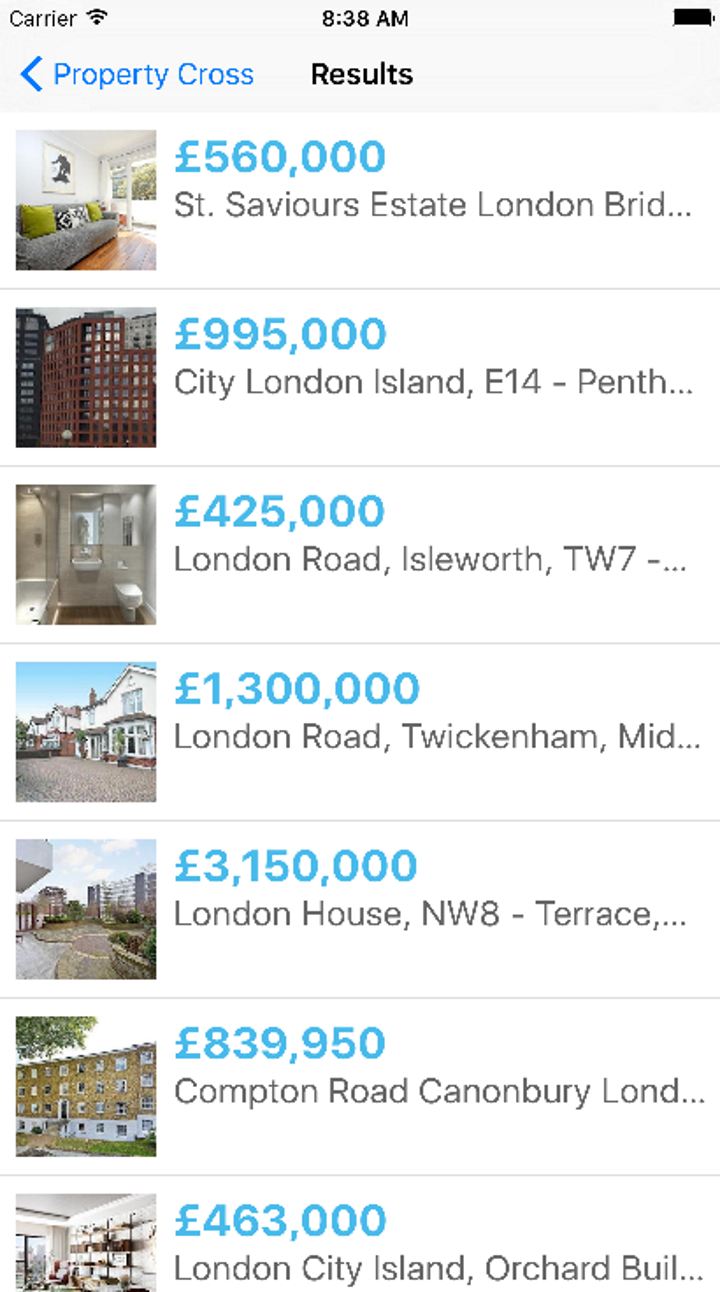 Carrier 8:38 AM
Property Cross Results
£560,000
St. Saviours Estate London Brid...
£995,000
City London Island, E14 - Penth...
£425,000
London Road, Isleworth, TW7 -...
£1,300,000
London Road, Twickenham, Mid...
£3,150,000
London House, NW8 - Terrace,...
£839,950
Compton Road Canonbury Lond...
£463,000
London City Island, Orchard Buil...